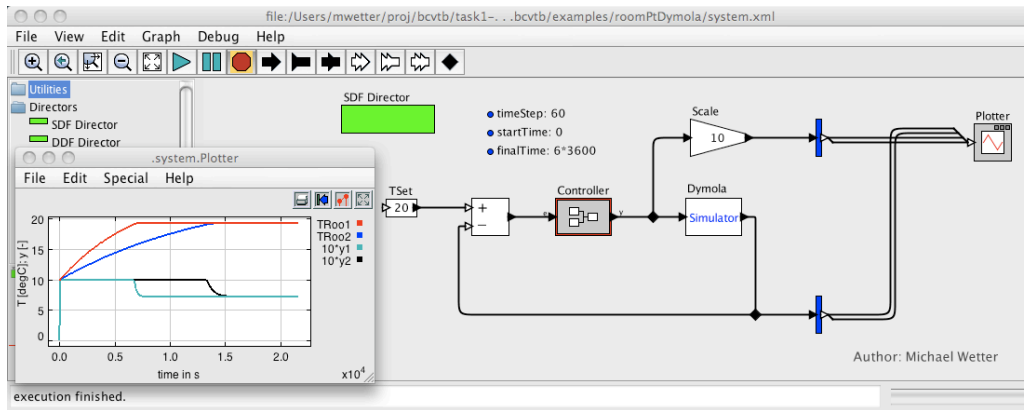 file:/Users/mwetter/proj/bcvtb/task1-. . .bcvtb/examples/roomPtDymola/system.xml
File View Edit Graph Debug Help
Utilities
Directors
SDF Director
DDF Director
SDF Director
timeStep: 60
startTime: 0
finalTime: 6*3600
Scale
10
Plotter
TSet
20
+
−
Controller
e
y
Dymola
Simulator
.system.Plotter
File Edit Special Help
T [degC]; y [-]
20
15
10
5
0
0.0 0.5 1.0 1.5 2.0
time in s
x10⁴
TRoo1
TRoo2
10*y1
10*y2
Author: Michael Wetter
execution finished.